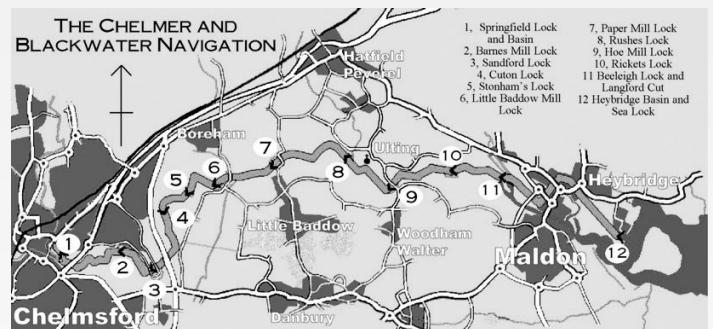 THE CHELMER AND
BLACKWATER NAVIGATION
1, Springfield Lock
and Basin
2, Barnes Mill Lock
3, Sandford Lock
4, Cuton Lock
5, Stonham's Lock
6, Little Baddow Mill
Lock
7, Paper Mill Lock
8, Rushes Lock
9, Hoe Mill Lock
10, Rickets Lock
11 Beeleigh Lock and
Langford Cut
12 Heybridge Basin and
Sea Lock
Hatfield
Peverel
Boreham
Ulting
7
10
5
6
8
11
Heybridge
4
9
1
2
Little Baddow
Woodham
Walter
Maldon
12
3
Chelmsford
Danbury